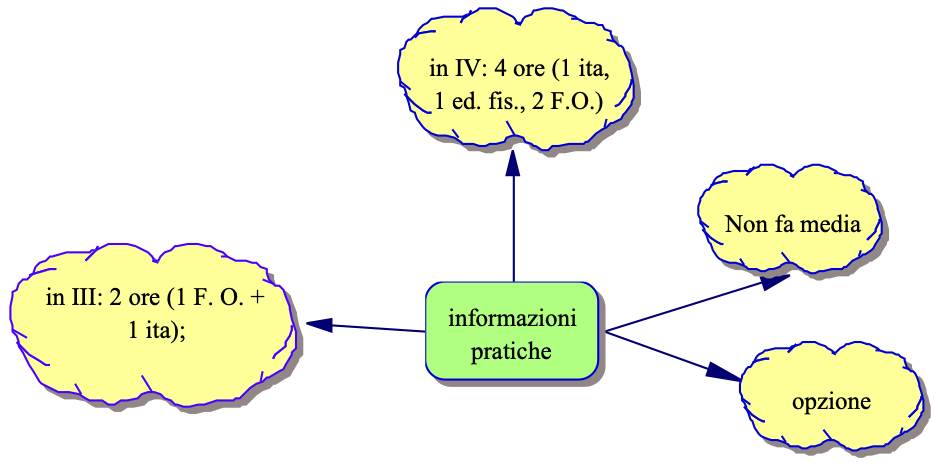 in IV: 4 ore (1 ita,
1 ed. fis., 2 F.O.)
Non fa media
in III: 2 ore (1 F. O. +
1 ita);
informazioni
pratiche
opzione